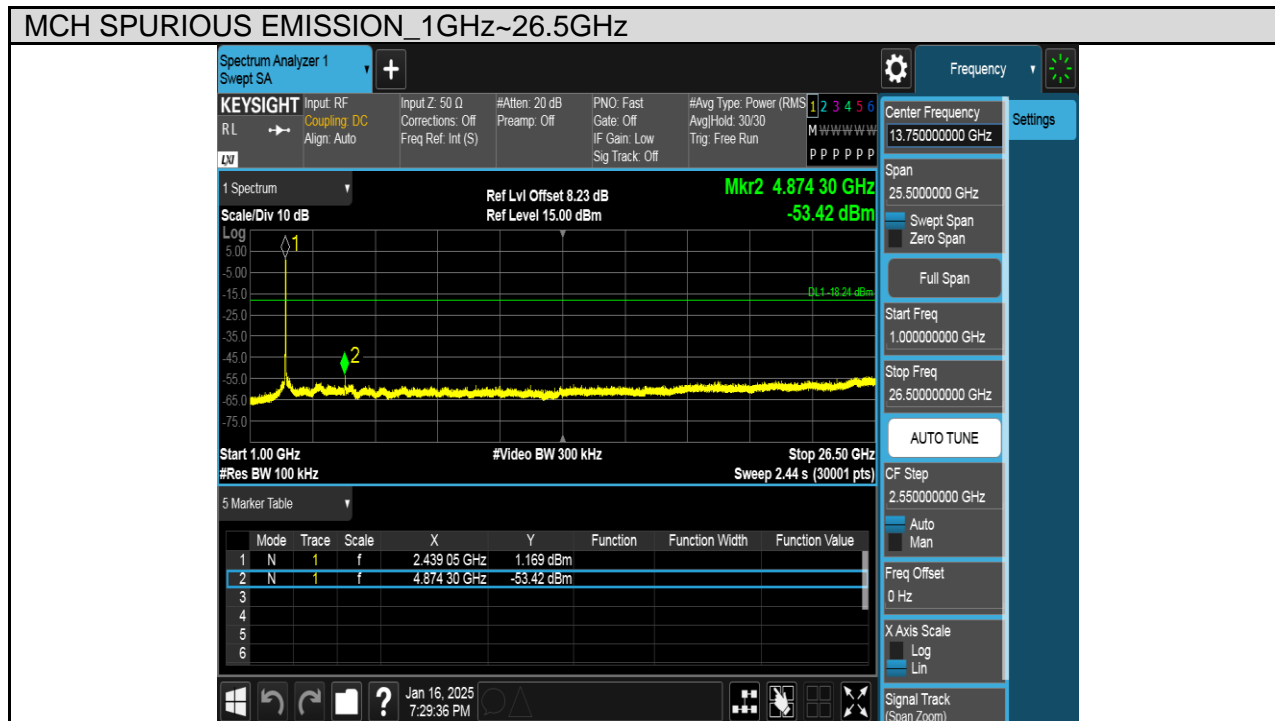 MCH SPURIOUS EMISSION_1GHz~26.5GHz
Spectrum Analyzer 1
Swept SA
+
Frequency
KEYSIGHT
RL
LXI
Input: RF
Coupling: DC
Align: Auto
Input Z: 50 Ω
Corrections: Off
Freq Ref: Int (S)
#Atten: 20 dB
Preamp: Off
PNO: Fast
Gate: Off
IF Gain: Low
Sig Track: Off
#Avg Type: Power (RMS
Avg|Hold: 30/30
Trig: Free Run
1 2 3 4 5 6
M W W W W W
P P P P P P
1 Spectrum
Scale/Div 10 dB
Ref Lvl Offset 8.23 dB
Ref Level 15.00 dBm
Mkr2 4.874 30 GHz
-53.42 dBm
Log
5.00
-5.00
-15.0
-25.0
-35.0
-45.0
-55.0
-65.0
-75.0
1
2
DL1 -18.24 dBm
Start 1.00 GHz
#Res BW 100 kHz
#Video BW 300 kHz
Stop 26.50 GHz
Sweep 2.44 s (30001 pts)
5 Marker Table
Mode Trace Scale X Y Function Function Width Function Value
1 N 1 f 2.439 05 GHz 1.169 dBm
2 N 1 f 4.874 30 GHz -53.42 dBm
3
4
5
6
?
Jan 16, 2025
7:29:36 PM
Center Frequency
13.750000000 GHz
Settings
Span
25.5000000 GHz
Swept Span
Zero Span
Full Span
Start Freq
1.000000000 GHz
Stop Freq
26.500000000 GHz
AUTO TUNE
CF Step
2.550000000 GHz
Auto
Man
Freq Offset
0 Hz
X Axis Scale
Log
Lin
Signal Track
(Span Zoom)